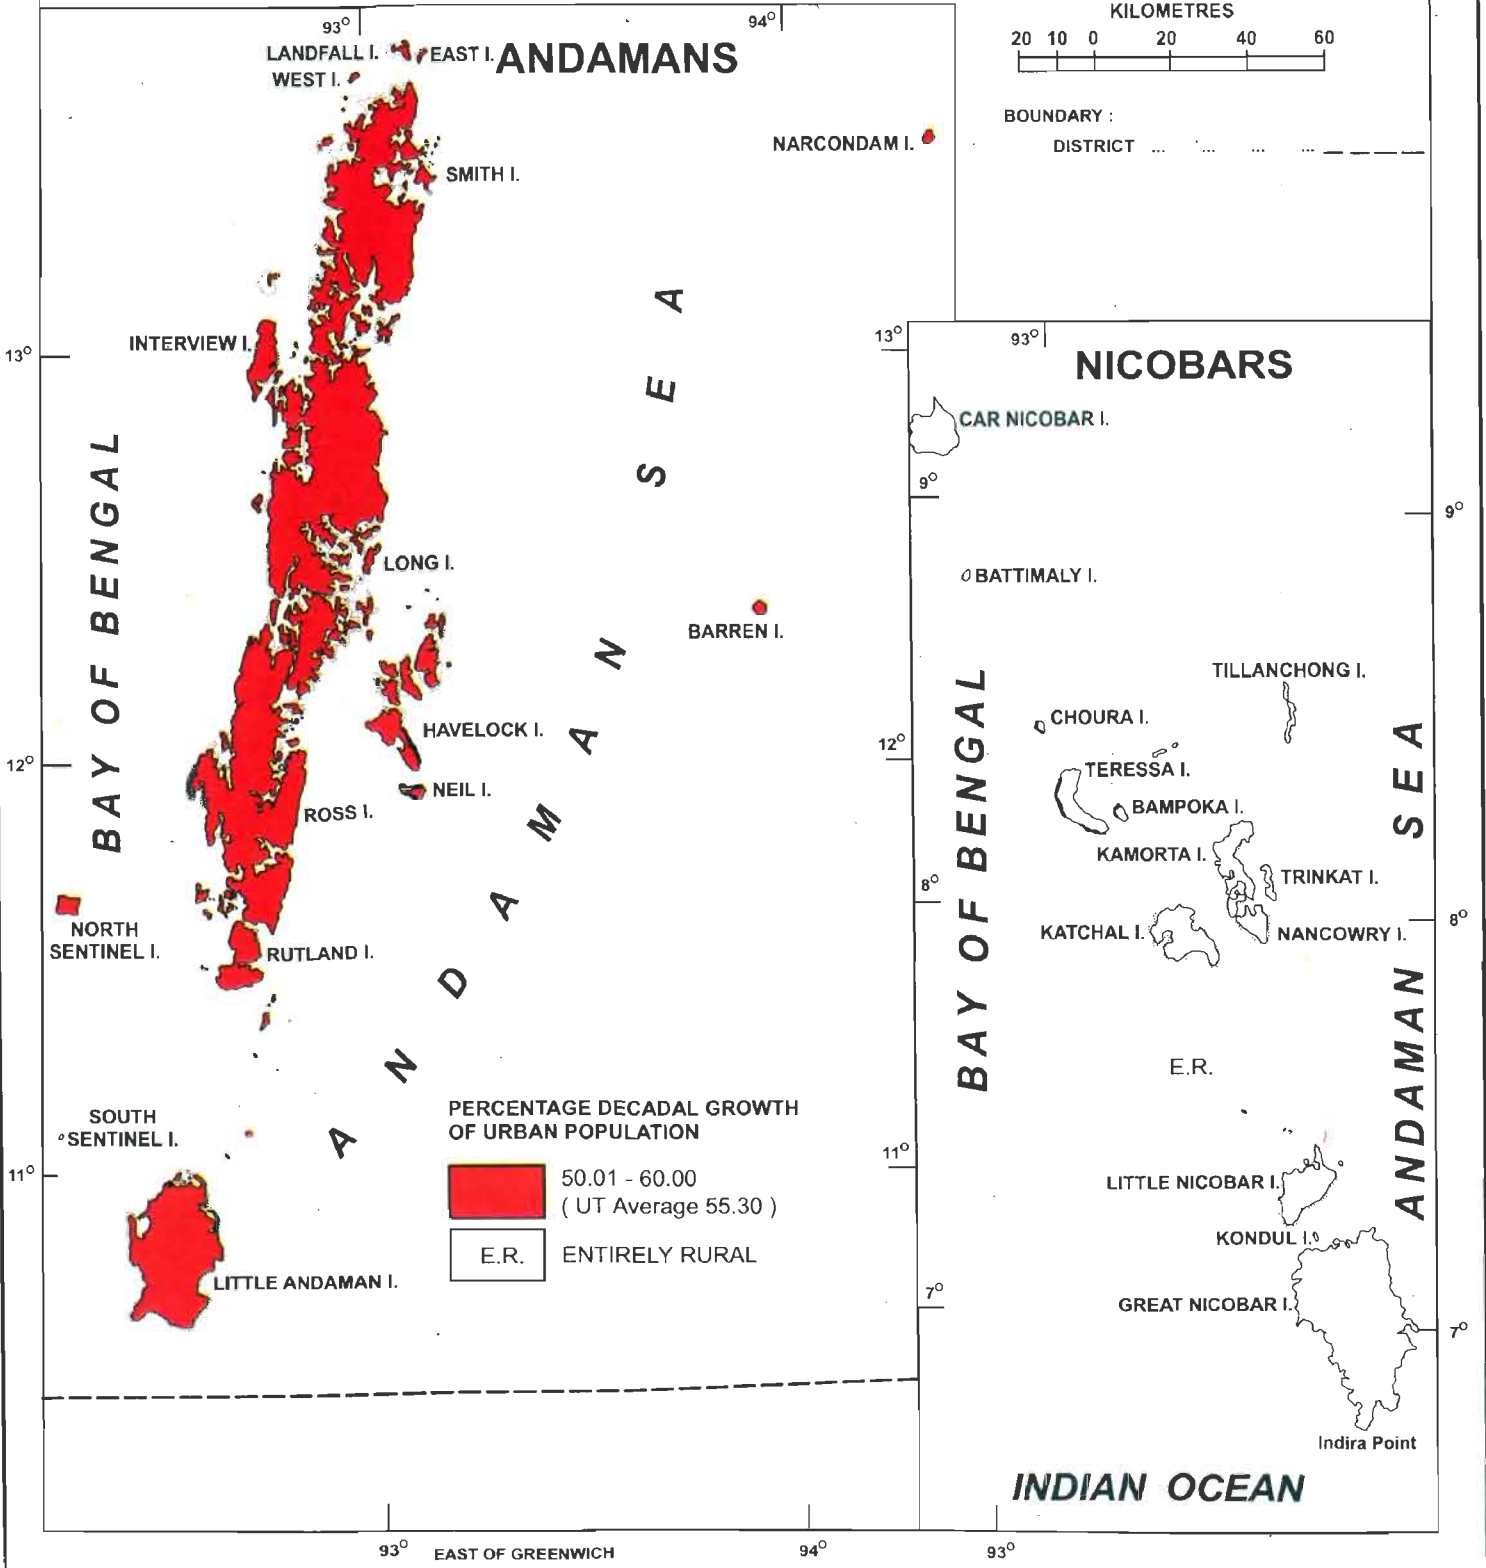 93° 94°
LANDFALL I. EAST I. ANDAMANS
WEST I.
NARCONDAM I.
SMITH I.
INTERVIEW I.
13°
LONG I.
BARREN I.
HAVELOCK I.
12°
NEIL I.
ROSS I.
NORTH
SENTINEL I.
RUTLAND I.
SOUTH
SENTINEL I.
11°
LITTLE ANDAMAN I.
BAY OF BENGAL
ANDAMAN SEA
PERCENTAGE DECADAL GROWTH
OF URBAN POPULATION
50.01 - 60.00
( UT Average 55.30 )
E.R. ENTIRELY RURAL
93° EAST OF GREENWICH 94° 93°
KILOMETRES
20 10 0 20 40 60
BOUNDARY :
DISTRICT ... ... ... ...
13° 93°
NICOBARS
CAR NICOBAR I.
9°
9°
BATTIMALY I.
TILLANCHONG I.
CHOURA I.
12°
TERESSA I.
BAMPOKA I.
KAMORTA I.
TRINKAT I.
8°
8°
KATCHAL I. NANCOWRY I.
BAY OF BENGAL
ANDAMAN SEA
E.R.
11°
LITTLE NICOBAR I.
KONDUL I.
7°
GREAT NICOBAR I.
7°
Indira Point
INDIAN OCEAN